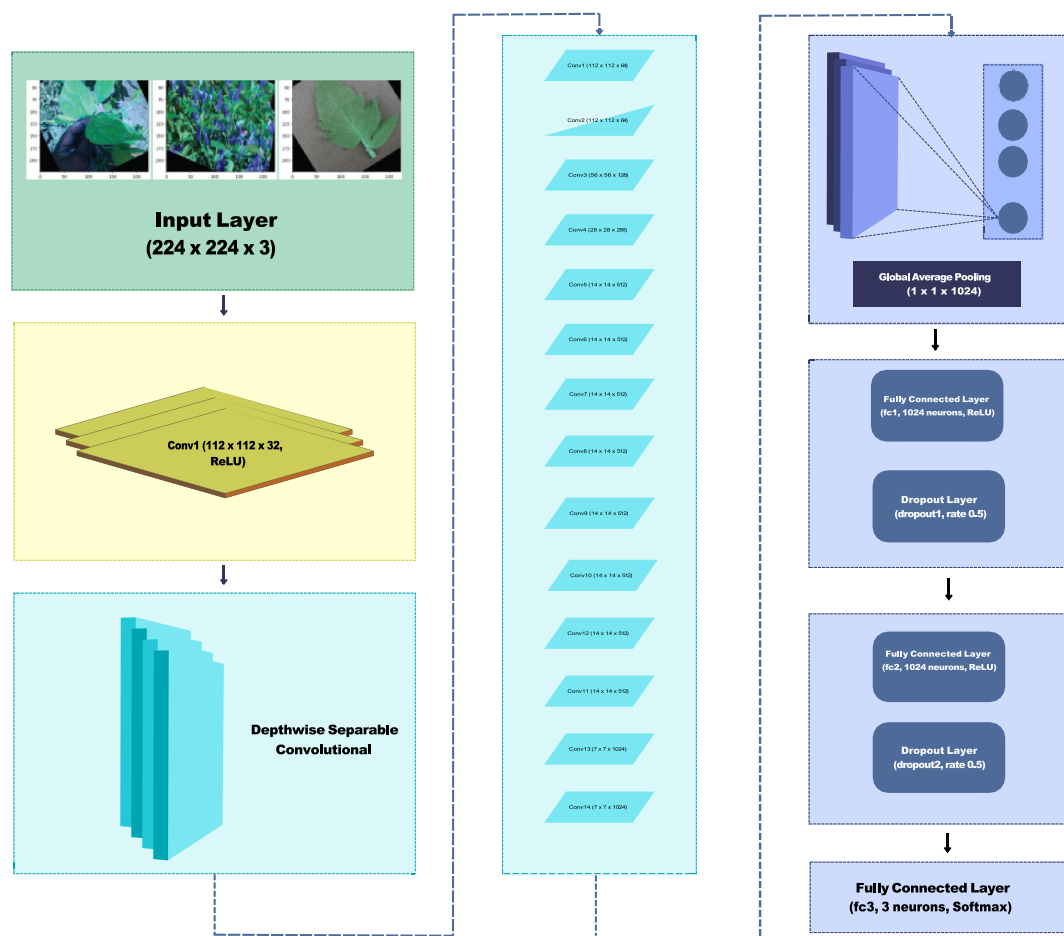 Input Layer
(224 x 224 x 3)
Conv1 (112 x 112 x 32,
ReLU)
Depthwise Separable
Convolutional
Conv1 (112 x 112 x 64)
Conv2 (112 x 112 x 64)
Conv3 (56 x 56 x 128)
Conv4 (28 x 28 x 256)
Conv5 (14 x 14 x 512)
Conv6 (14 x 14 x 512)
Conv7 (14 x 14 x 512)
Conv8 (14 x 14 x 512)
Conv9 (14 x 14 x 512)
Conv10 (14 x 14 x 512)
Conv12 (14 x 14 x 512)
Conv11 (14 x 14 x 512)
Conv13 (7 x 7 x 1024)
Conv14 (7 x 7 x 1024)
Global Average Pooling
(1 x 1 x 1024)
Fully Connected Layer
(fc1, 1024 neurons, ReLU)
Dropout Layer
(dropout1, rate 0.5)
Fully Connected Layer
(fc2, 1024 neurons, ReLU)
Dropout Layer
(dropout2, rate 0.5)
Fully Connected Layer
(fc3, 3 neurons, Softmax)